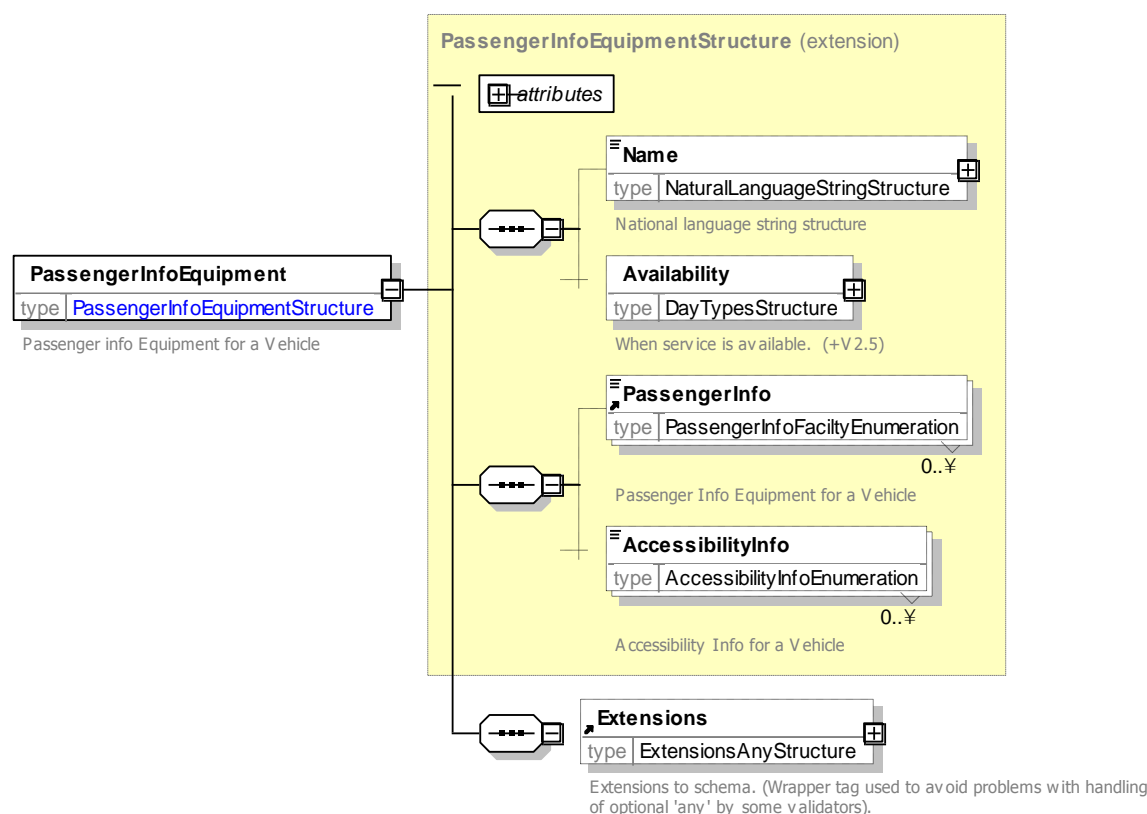 PassengerInfoEquipmentStructure (extension)
attributes
Name
type NaturalLanguageStringStructure
National language string structure
PassengerInfoEquipment
type PassengerInfoEquipmentStructure
Passenger info Equipment for a Vehicle
Availability
type DayTypesStructure
When service is available. (+V2.5)
PassengerInfo
type PassengerInfoFaciltyEnumeration
0..¥
Passenger Info Equipment for a Vehicle
AccessibilityInfo
type AccessibilityInfoEnumeration
0..¥
Accessibility Info for a Vehicle
Extensions
type ExtensionsAnyStructure
Extensions to schema. (Wrapper tag used to avoid problems with handling
of optional 'any' by some validators).